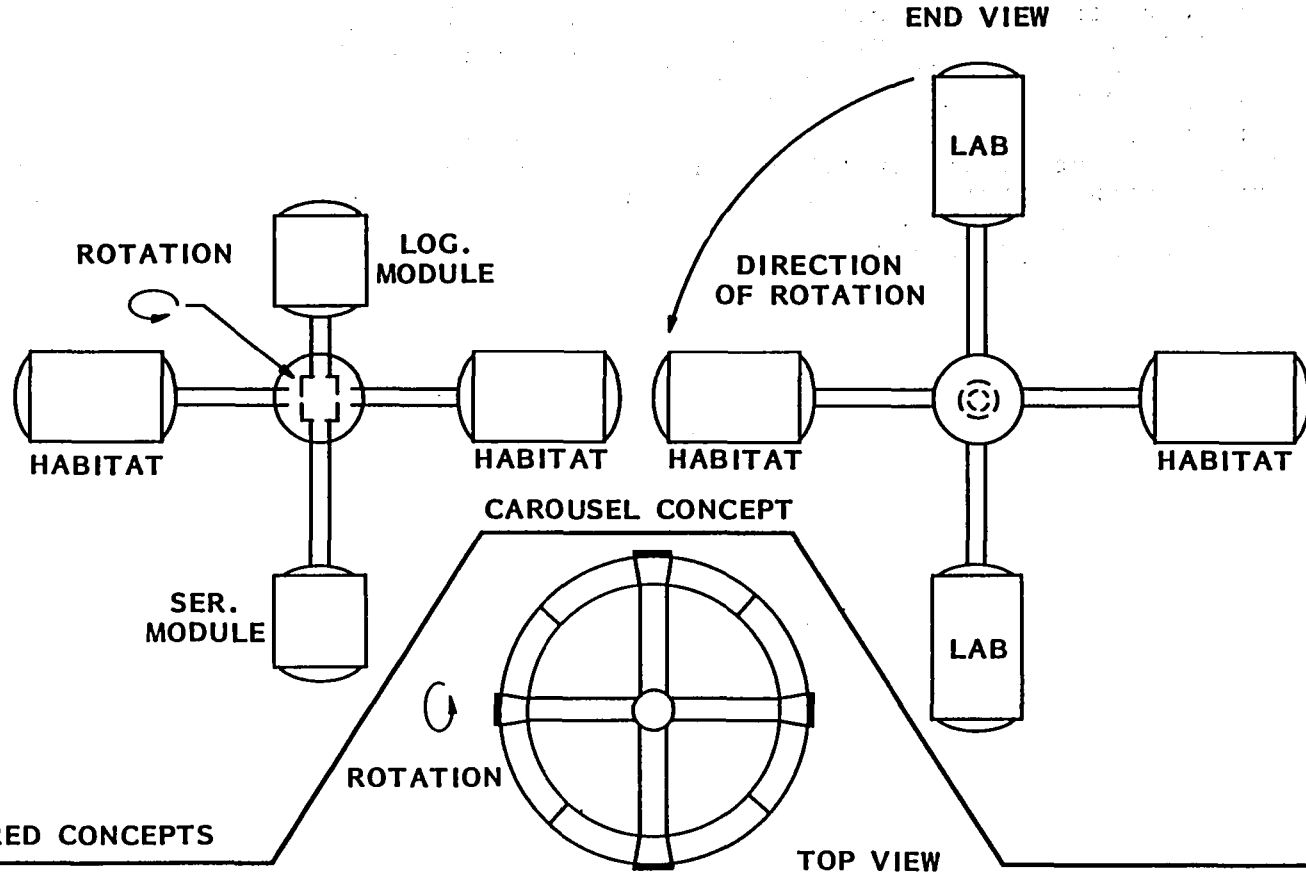 END VIEW
LAB
ROTATION
LOG.
MODULE
DIRECTION
OF ROTATION
HABITAT
HABITAT
HABITAT
HABITAT
CAROUSEL CONCEPT
SER.
MODULE
LAB
ROTATION
CONCEPTS
TOP VIEW